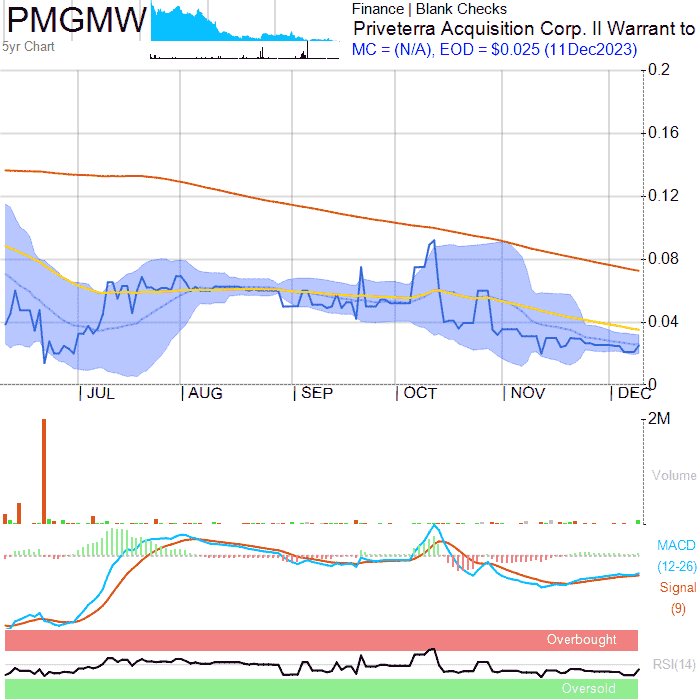 PMGMW
5yr Chart
Finance | Blank Checks
Priveterra Acquisition Corp. II Warrant to
MC = (N/A), EOD = $0.025 (11Dec2023)
0.2
0.16
0.12
0.08
0.04
0
| JUL | AUG | SEP | OCT | NOV | DEC
2M
Volume
MACD
(12-26)
Signal
(9)
Overbought
RSI(14)
Oversold